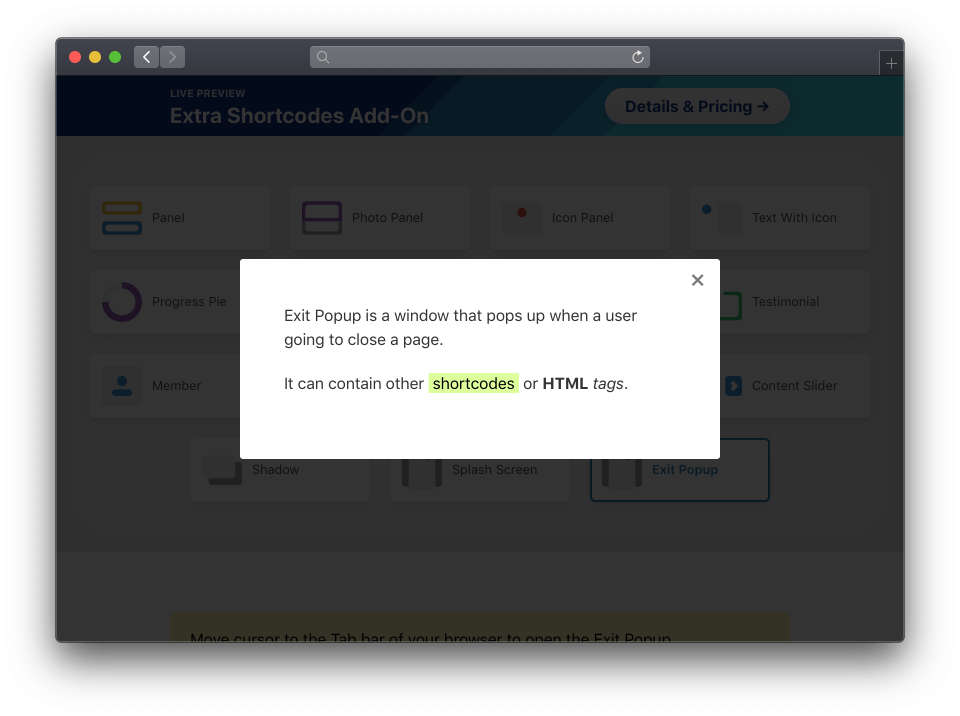 LIVE PREVIEW
Extra Shortcodes Add-On
Details & Pricing →
Panel
Photo Panel
Icon Panel
Text With Icon
Progress Pie
Testimonial
Exit Popup is a window that pops up when a user
going to close a page.
It can contain other shortcodes or HTML tags.
Member
Content Slider
Shadow
Splash Screen
Exit Popup
Move cursor to the Tab bar of your browser to open the Exit Popup